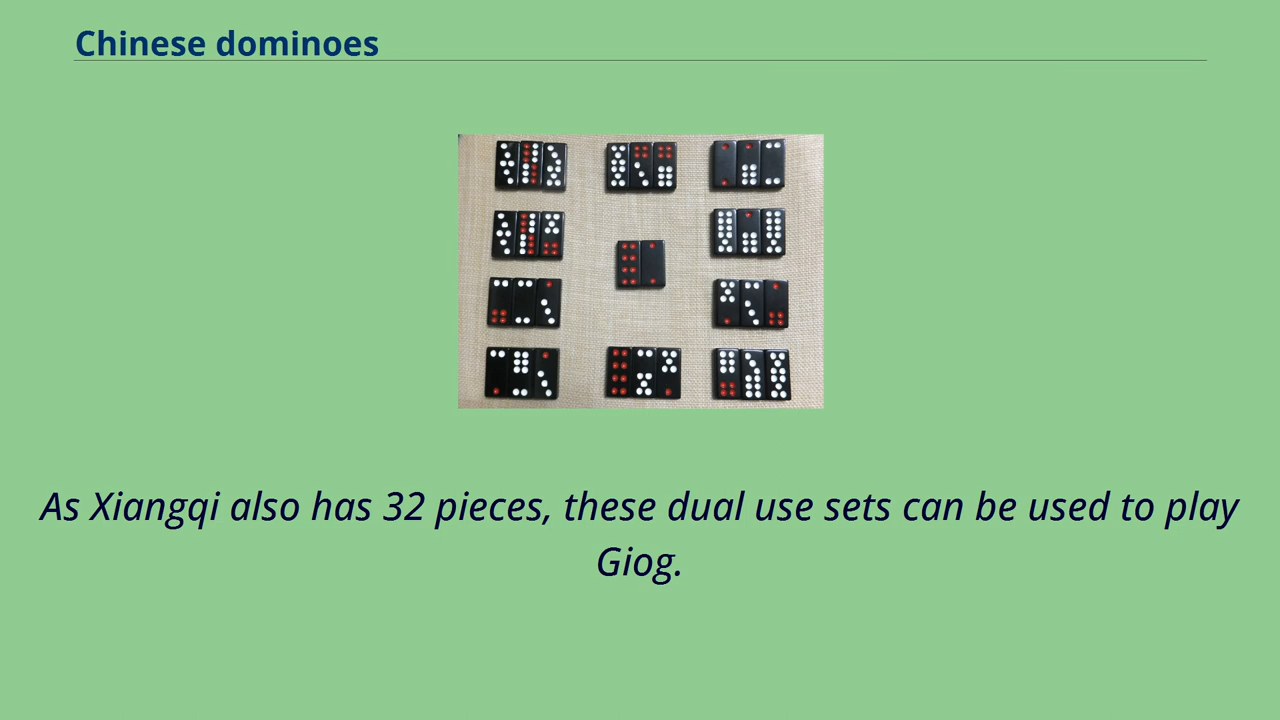 Chinese dominoes
As Xiangqi also has 32 pieces, these dual use sets can be used to play
Giog.